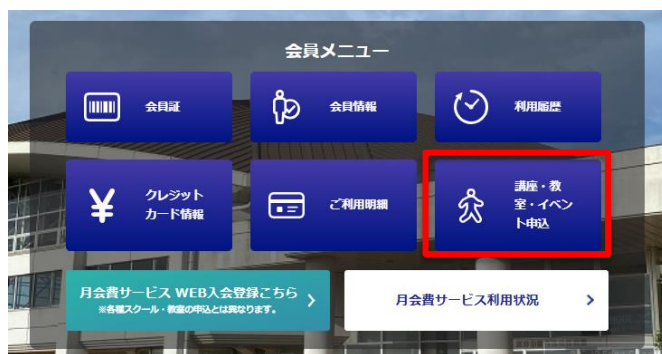 会員メニュー
会員証
会員情報
利用履歴
クレジット
カード情報
ご利用明細
講座・教
室・イベン
ト申込
月会費サービス WEB入会登録こちら
※各種スクール・教室の申込とは異なります。
月会費サービス利用状況